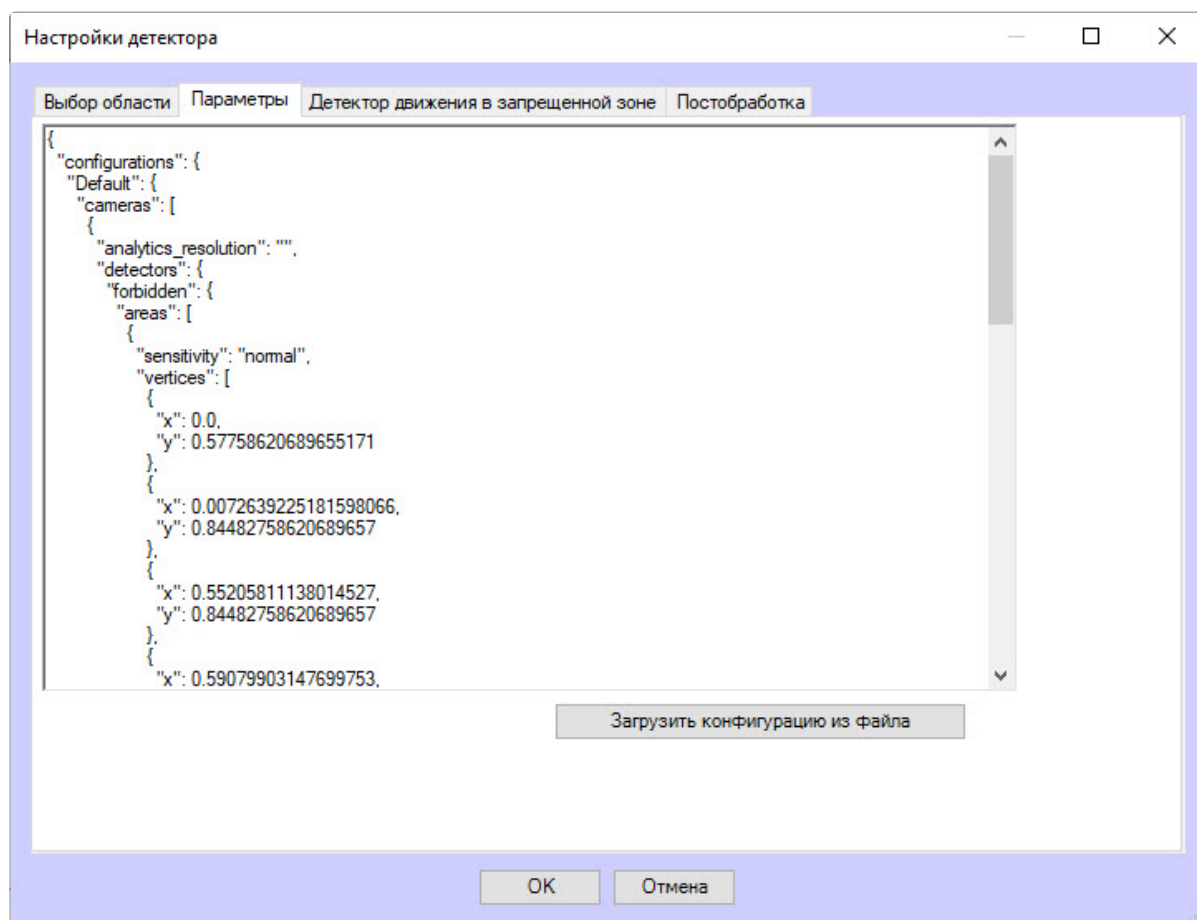 Настройки детектора
Выбор области Параметры Детектор движения в запрещенной зоне Постобработка
{
"configurations": {
"Default": {
"cameras": [
{
"analytics_resolution": "",
"detectors": {
"forbidden": {
"areas": [
{
"sensitivity": "normal",
"vertices": [
{
"x": 0.0,
"y": 0.57758620689655171
},
{
"x": 0.0072639225181598066,
"y": 0.84482758620689657
},
{
"x": 0.55205811138014527,
"y": 0.84482758620689657
},
{
"x": 0.59079903147699753,
Загрузить конфигурацию из файла
OK Отмена